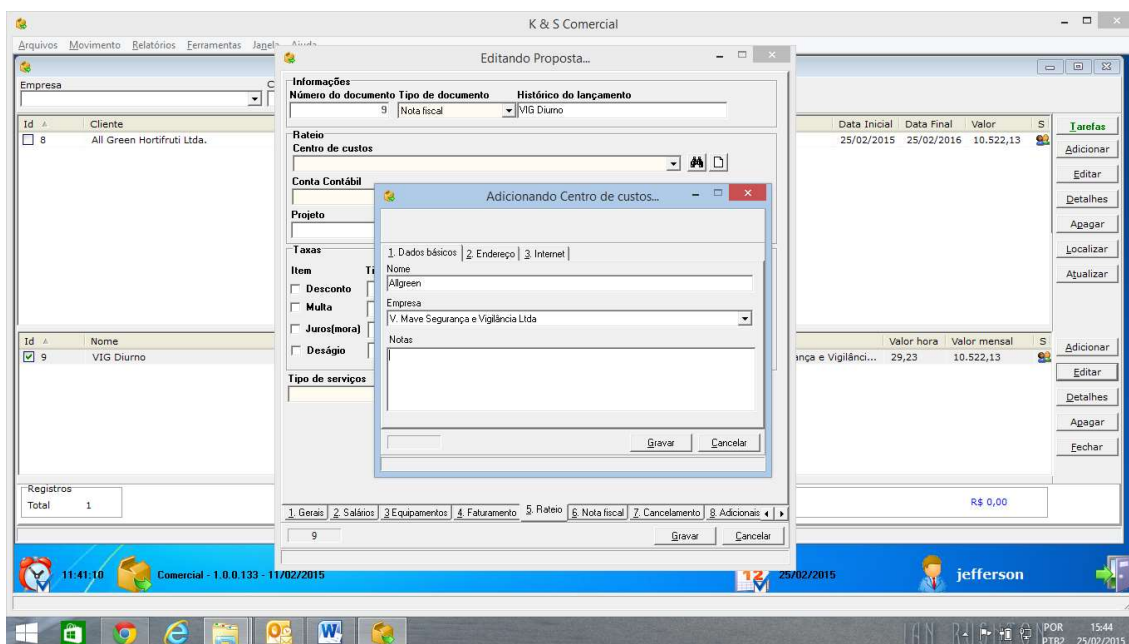 K & S Comercial
Arquivos Movimento Relatórios Ferramentas Janela Ajuda
Editando Proposta...
Empresa
C
Informações
Número do documento Tipo de documento Histórico do lançamento
9 Nota fiscal VIG Diurno
Id Cliente Data Inicial Data Final Valor S
8 All Green Hortifruti Ltda. 25/02/2015 25/02/2016 10.522,13
Tarefas
Adicionar
Editar
Detalhes
Apagar
Localizar
Atualizar
Rateio
Centro de custos
Conta Contábil
Projeto
Taxas
Item Ti
Desconto
Multa
Juros(mora)
Deságio
Tipo de serviços
Adicionando Centro de custos...
1. Dados básicos 2. Endereço 3. Internet
Nome
Allgreen
Empresa
V. Mave Segurança e Vigilância Ltda
Notas
Gravar Cancelar
Id Nome Valor hora Valor mensal S
9 VIG Diurno ança e Vigilânci... 29,23 10.522,13
Adicionar
Editar
Detalhes
Apagar
Fechar
Registros
Total 1 R$ 0,00
1. Gerais 2. Salários 3 Equipamentos 4. Faturamento 5. Rateio 6. Nota fiscal 7. Cancelamento 8. Adicionais
9 Gravar Cancelar
11:41:10 Comercial - 1.0.0.133 - 11/02/2015 12 25/02/2015 jefferson
POR 15:44
PTB2 25/02/2015